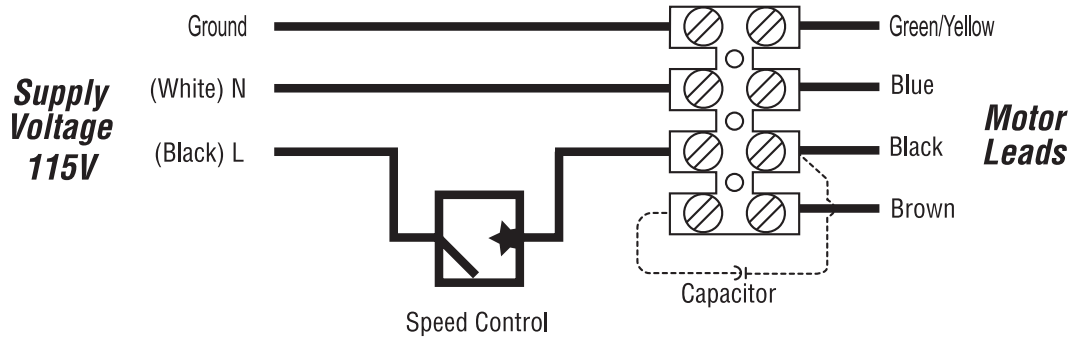 Ground
Green/Yellow
Supply
Voltage
115V
(White) N
Blue
(Black) L
Black
Motor
Leads
Brown
Capacitor
Speed Control